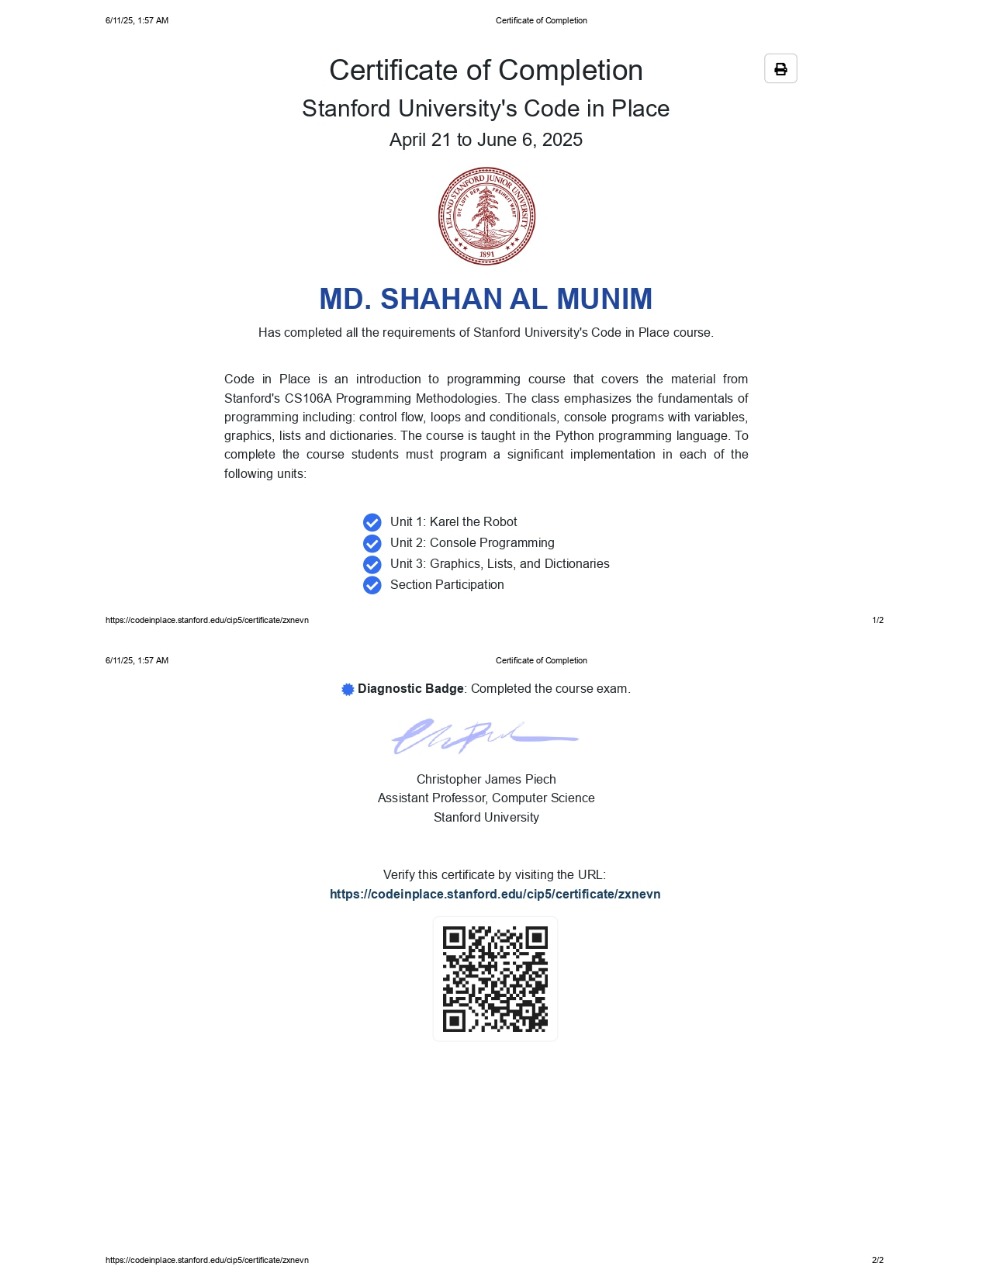 6/11/25, 1:57 AM
Certificate of Completion
Certificate of Completion
Stanford University's Code in Place
April 21 to June 6, 2025
LELAND STANFORD JUNIOR UNIVERSITY
DIE LUFT DER FREIHEIT WEHT
1891
MD. SHAHAN AL MUNIM
Has completed all the requirements of Stanford University's Code in Place course.
Code in Place is an introduction to programming course that covers the material from
Stanford's CS106A Programming Methodologies. The class emphasizes the fundamentals of
programming including: control flow, loops and conditionals, console programs with variables,
graphics, lists and dictionaries. The course is taught in the Python programming language. To
complete the course students must program a significant implementation in each of the
following units:
Unit 1: Karel the Robot
Unit 2: Console Programming
Unit 3: Graphics, Lists, and Dictionaries
Section Participation
https://codeinplace.stanford.edu/cip5/certificate/zxnevn
1/2
6/11/25, 1:57 AM
Certificate of Completion
Diagnostic Badge: Completed the course exam.
Christopher James Piech
Assistant Professor, Computer Science
Stanford University
Verify this certificate by visiting the URL:
https://codeinplace.stanford.edu/cip5/certificate/zxnevn
https://codeinplace.stanford.edu/cip5/certificate/zxnevn
2/2